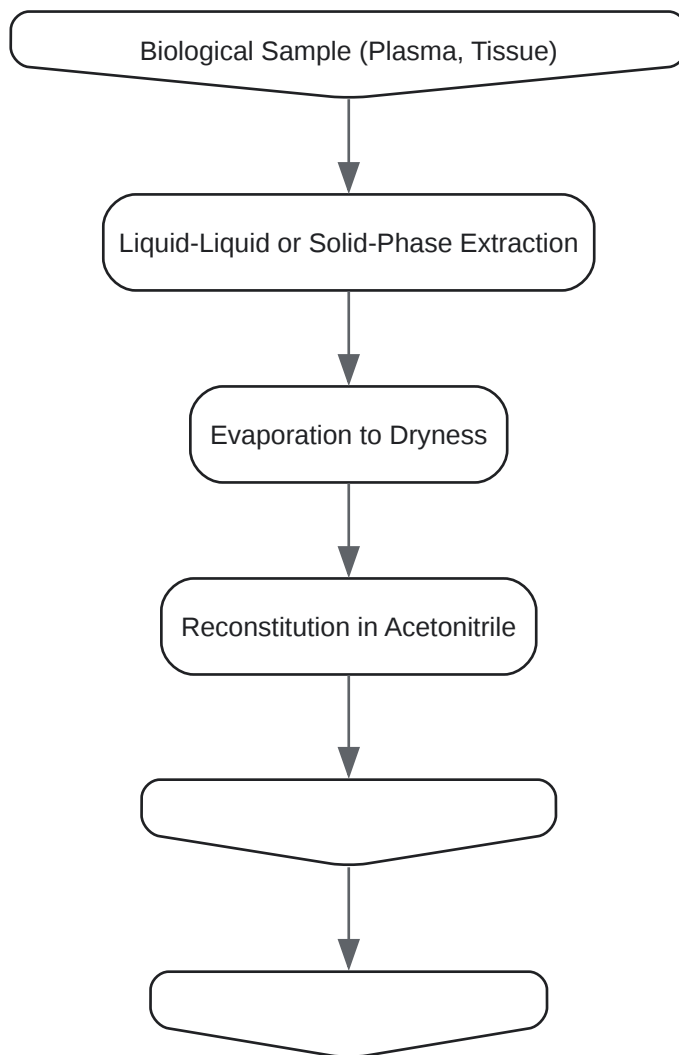 Biological Sample (Plasma, Tissue)
Liquid-Liquid or Solid-Phase Extraction
Evaporation to Dryness
Reconstitution in Acetonitrile